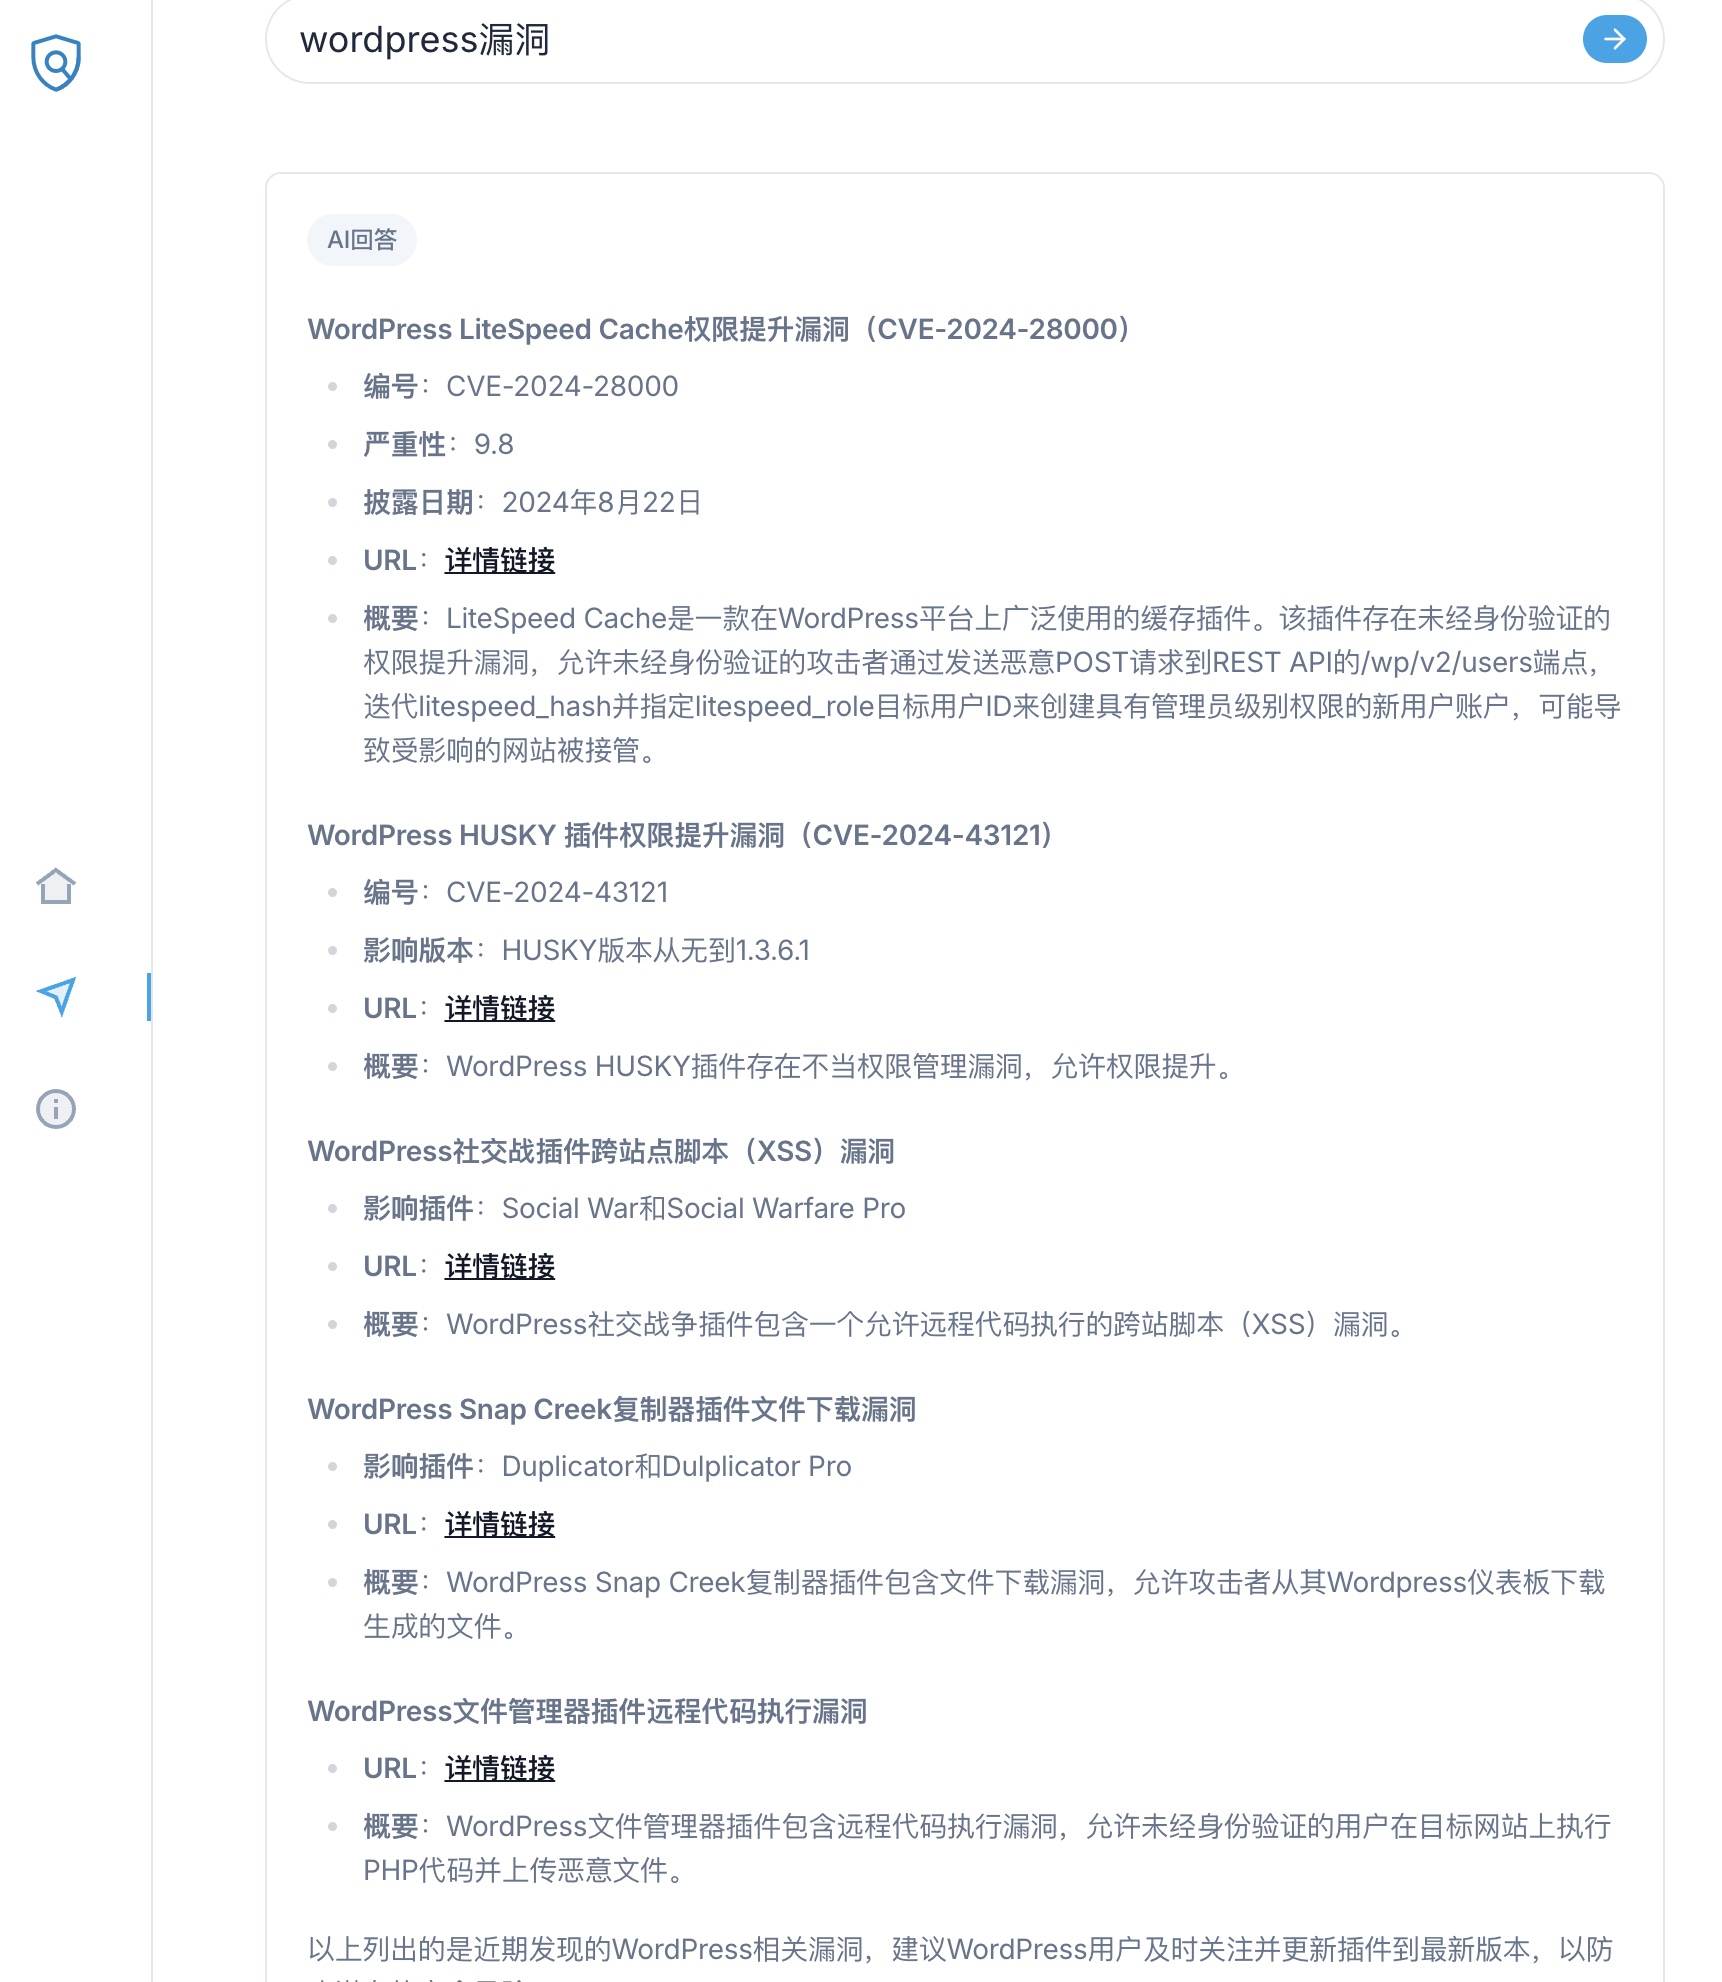 wordpress漏洞
AI回答
WordPress LiteSpeed Cache权限提升漏洞（CVE-2024-28000）
编号：CVE-2024-28000
严重性：9.8
披露日期：2024年8月22日
URL：详情链接
概要：LiteSpeed Cache是一款在WordPress平台上广泛使用的缓存插件。该插件存在未经身份验证的
权限提升漏洞，允许未经身份验证的攻击者通过发送恶意POST请求到REST API的/wp/v2/users端点，
迭代litespeed_hash并指定litespeed_role目标用户ID来创建具有管理员级别权限的新用户账户，可能导
致受影响的网站被接管。
WordPress HUSKY 插件权限提升漏洞（CVE-2024-43121）
编号：CVE-2024-43121
影响版本：HUSKY版本从无到1.3.6.1
URL：详情链接
概要：WordPress HUSKY插件存在不当权限管理漏洞，允许权限提升。
WordPress社交战插件跨站点脚本（XSS）漏洞
影响插件：Social War和Social Warfare Pro
URL：详情链接
概要：WordPress社交战争插件包含一个允许远程代码执行的跨站脚本（XSS）漏洞。
WordPress Snap Creek复制器插件文件下载漏洞
影响插件：Duplicator和Dulplicator Pro
URL：详情链接
概要：WordPress Snap Creek复制器插件包含文件下载漏洞，允许攻击者从其Wordpress仪表板下载
生成的文件。
WordPress文件管理器插件远程代码执行漏洞
URL：详情链接
概要：WordPress文件管理器插件包含远程代码执行漏洞，允许未经身份验证的用户在目标网站上执行
PHP代码并上传恶意文件。
以上列出的是近期发现的WordPress相关漏洞，建议WordPress用户及时关注并更新插件到最新版本，以防